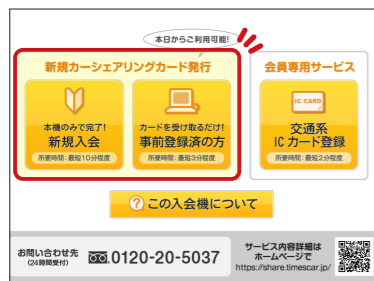 本日からご利用可能!
新規カーシェアリングカード発行
会員専用サービス
本機のみで完了!
新規入会
所要時間:最短10分程度
カードを受け取るだけ!
事前登録済の方
所要時間:最短3分程度
IC CARD
交通系
ICカード登録
所要時間:最短2分程度
? この入会機について
お問い合わせ先
(24時間受付)
0120-20-5037
サービス内容詳細は
ホームページで
https://share.timescar.jp/